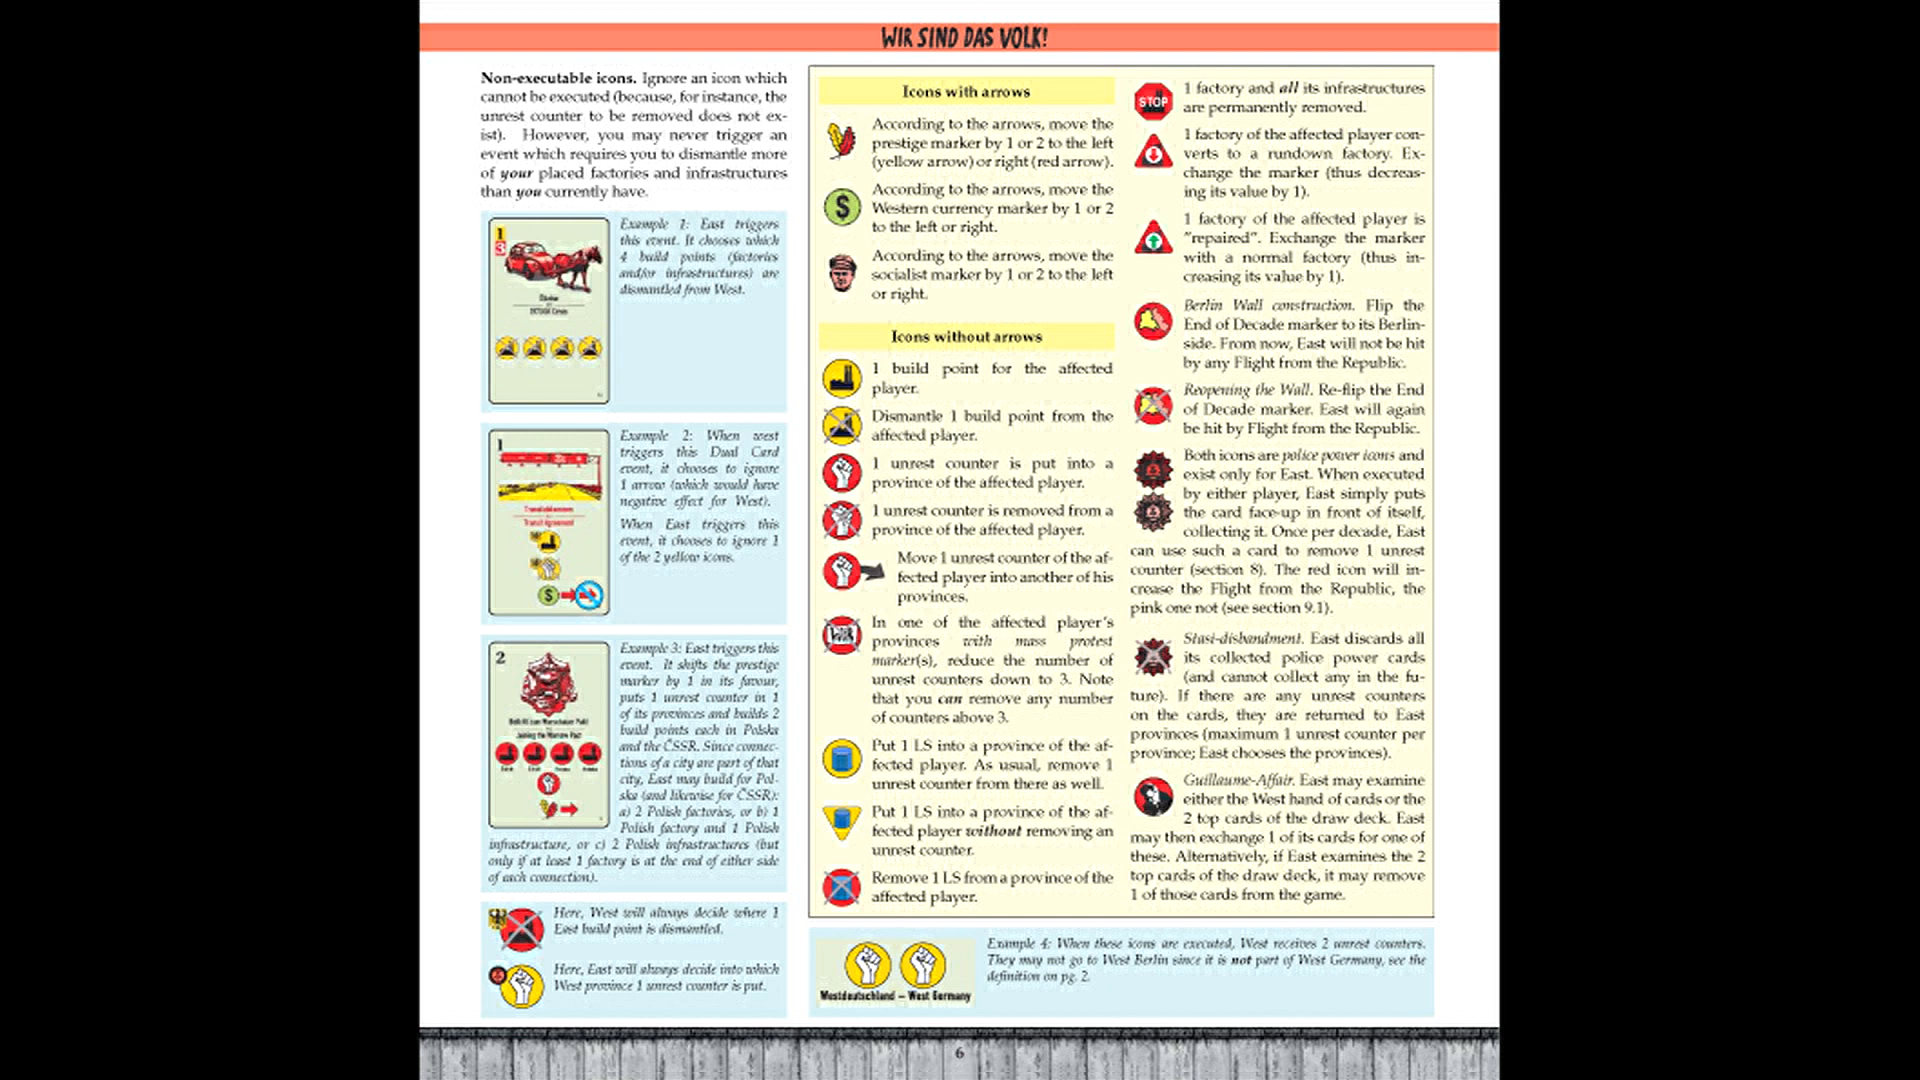 WIR SIND DAS VOLK!
Non-executable icons. Ignore an icon which
cannot be executed (because, for instance, the
unrest counter to be removed does not ex-
ist). However, you may never trigger an
event which requires you to dismantle more
of your placed factories and infrastructures
than you currently have.
1
3
Ölkrise
OPEC Crisis
Example 1: East triggers
this event. It chooses which
4 build points (factories
and/or infrastructures) are
dismantled from West.
1
Transitabkommen
Transit Agreement
$
Example 2: When west
triggers this Dual Card
event, it chooses to ignore
1 arrow (which would have
negative effect for West).
When East triggers this
event, it chooses to ignore 1
of the 2 yellow icons.
2
Beitritt zum Warschauer Pakt
Joining the Warsaw Pact
Example 3: East triggers this
event. It shifts the prestige
marker by 1 in its favour,
puts 1 unrest counter in 1
of its provinces and builds 2
build points each in Polska
and the ČSSR. Since connec-
tions of a city are part of that
city, East may build for Pol-
ska (and likewise for ČSSR):
a) 2 Polish factories, or b) 1
Polish factory and 1 Polish
infrastructure, or c) 2 Polish infrastructures (but
only if at least 1 factory is at the end of either side
of each connection).
Here, West will always decide where 1
East build point is dismantled.
Here, East will always decide into which
West province 1 unrest counter is put.
Icons with arrows
According to the arrows, move the
prestige marker by 1 or 2 to the left
(yellow arrow) or right (red arrow).
$
According to the arrows, move the
Western currency marker by 1 or 2
to the left or right.
According to the arrows, move the
socialist marker by 1 or 2 to the left
or right.
Icons without arrows
1 build point for the affected
player.
Dismantle 1 build point from the
affected player.
1 unrest counter is put into a
province of the affected player.
1 unrest counter is removed from a
province of the affected player.
Move 1 unrest counter of the af-
fected player into another of his
provinces.
In one of the affected player's
provinces with mass protest
marker(s), reduce the number of
unrest counters down to 3. Note
that you can remove any number
of counters above 3.
Put 1 LS into a province of the af-
fected player. As usual, remove 1
unrest counter from there as well.
Put 1 LS into a province of the af-
fected player without removing an
unrest counter.
Remove 1 LS from a province of the
affected player.
STOP
1 factory and all its infrastructures
are permanently removed.
1 factory of the affected player con-
verts to a rundown factory. Ex-
change the marker (thus decreas-
ing its value by 1).
1 factory of the affected player is
"repaired". Exchange the marker
with a normal factory (thus in-
creasing its value by 1).
Berlin Wall construction. Flip the
End of Decade marker to its Berlin-
side. From now, East will not be hit
by any Flight from the Republic.
Reopening the Wall. Re-flip the End
of Decade marker. East will again
be hit by Flight from the Republic.
Both icons are police power icons and
exist only for East. When executed
by either player, East simply puts
the card face-up in front of itself,
collecting it. Once per decade, East
can use such a card to remove 1 unrest
counter (section 8). The red icon will in-
crease the Flight from the Republic, the
pink one not (see section 9.1).
Stasi-disbandment. East discards all
its collected police power cards
(and cannot collect any in the fu-
ture). If there are any unrest counters
on the cards, they are returned to East
provinces (maximum 1 unrest counter per
province; East chooses the provinces).
Guillaume-Affair. East may examine
either the West hand of cards or the
2 top cards of the draw deck. East
may then exchange 1 of its cards for one of
these. Alternatively, if East examines the 2
top cards of the draw deck, it may remove
1 of those cards from the game.
Westdeutschland – West Germany
Example 4: When these icons are executed, West receives 2 unrest counters.
They may not go to West Berlin since it is not part of West Germany, see the
definition on pg. 2.
6